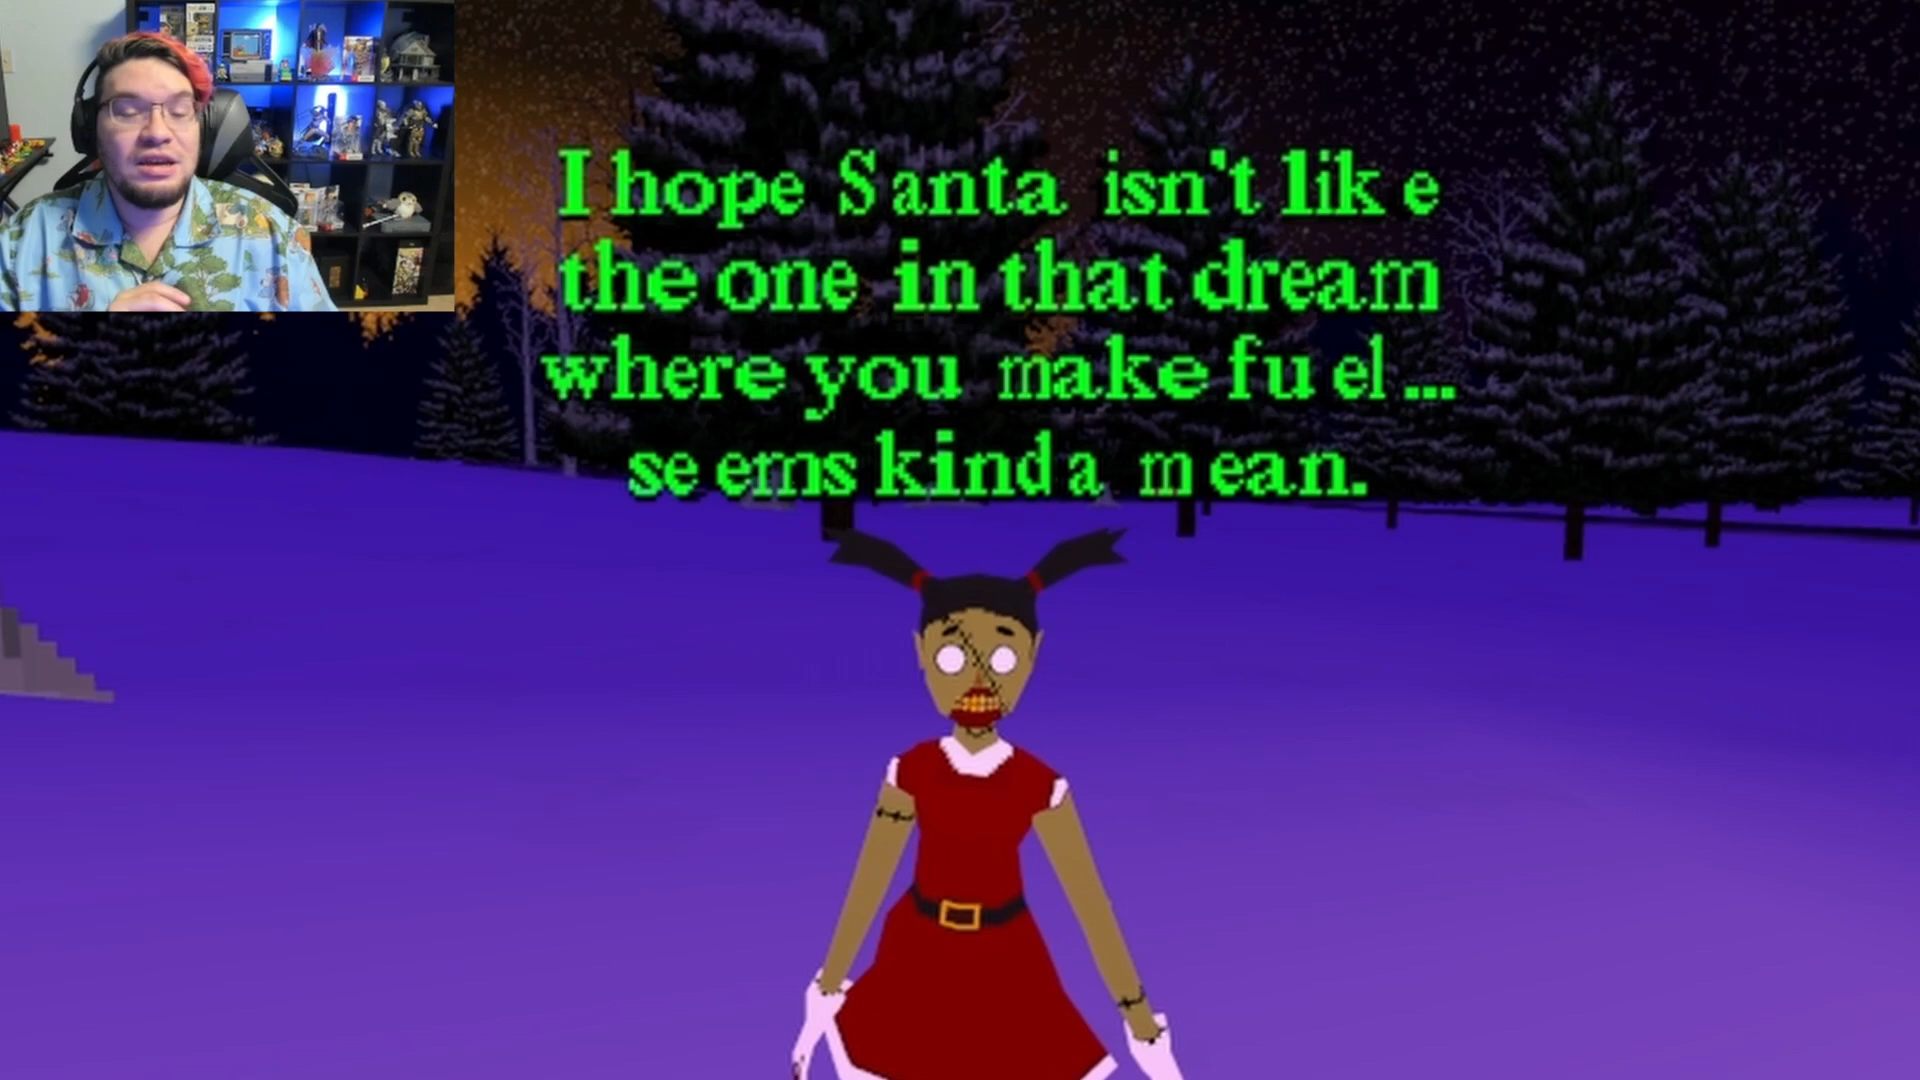 I hope Santa isn't like
the one in that dream
where you make fuel...
seems kinda mean.